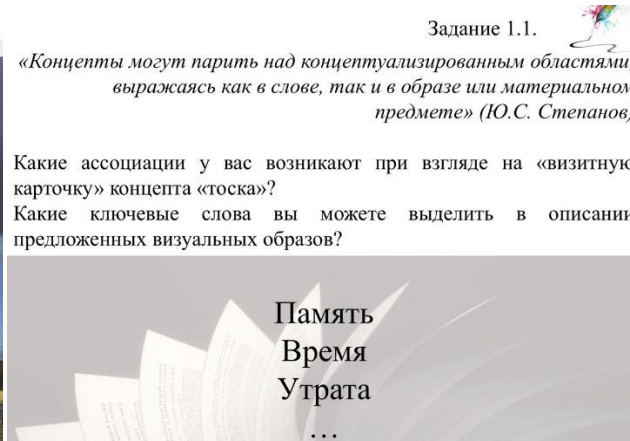 Задание 1.1.
«Концепты могут парить над концептуализированным областями,
выражаясь как в слове, так и в образе или материальном
предмете» (Ю.С. Степанов)
Какие ассоциации у вас возникают при взгляде на «визитную
карточку» концепта «тоска»?
Какие ключевые слова вы можете выделить в описании
предложенных визуальных образов?
Память
Время
Утрата
…